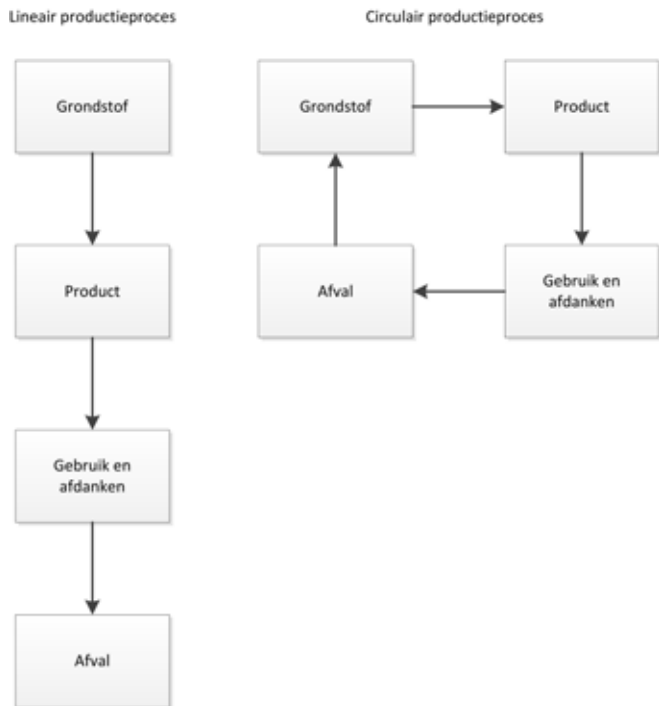 Lineair productieproces
Grondstof
Product
Gebruik en
afdanken
Afval
Circulair productieproces
Grondstof
Product
Gebruik en
afdanken
Afval